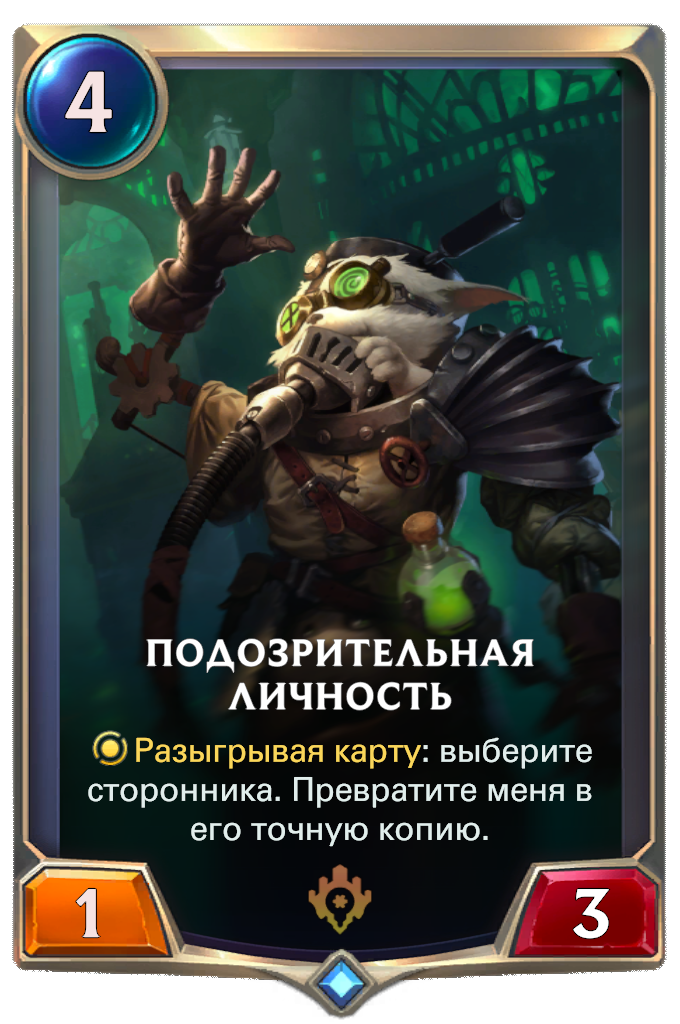 4
ПОДОЗРИТЕЛЬНАЯ
ЛИЧНОСТЬ
Разыгрывая карту: выберите
сторонника. Превратите меня в
его точную копию.
1
3